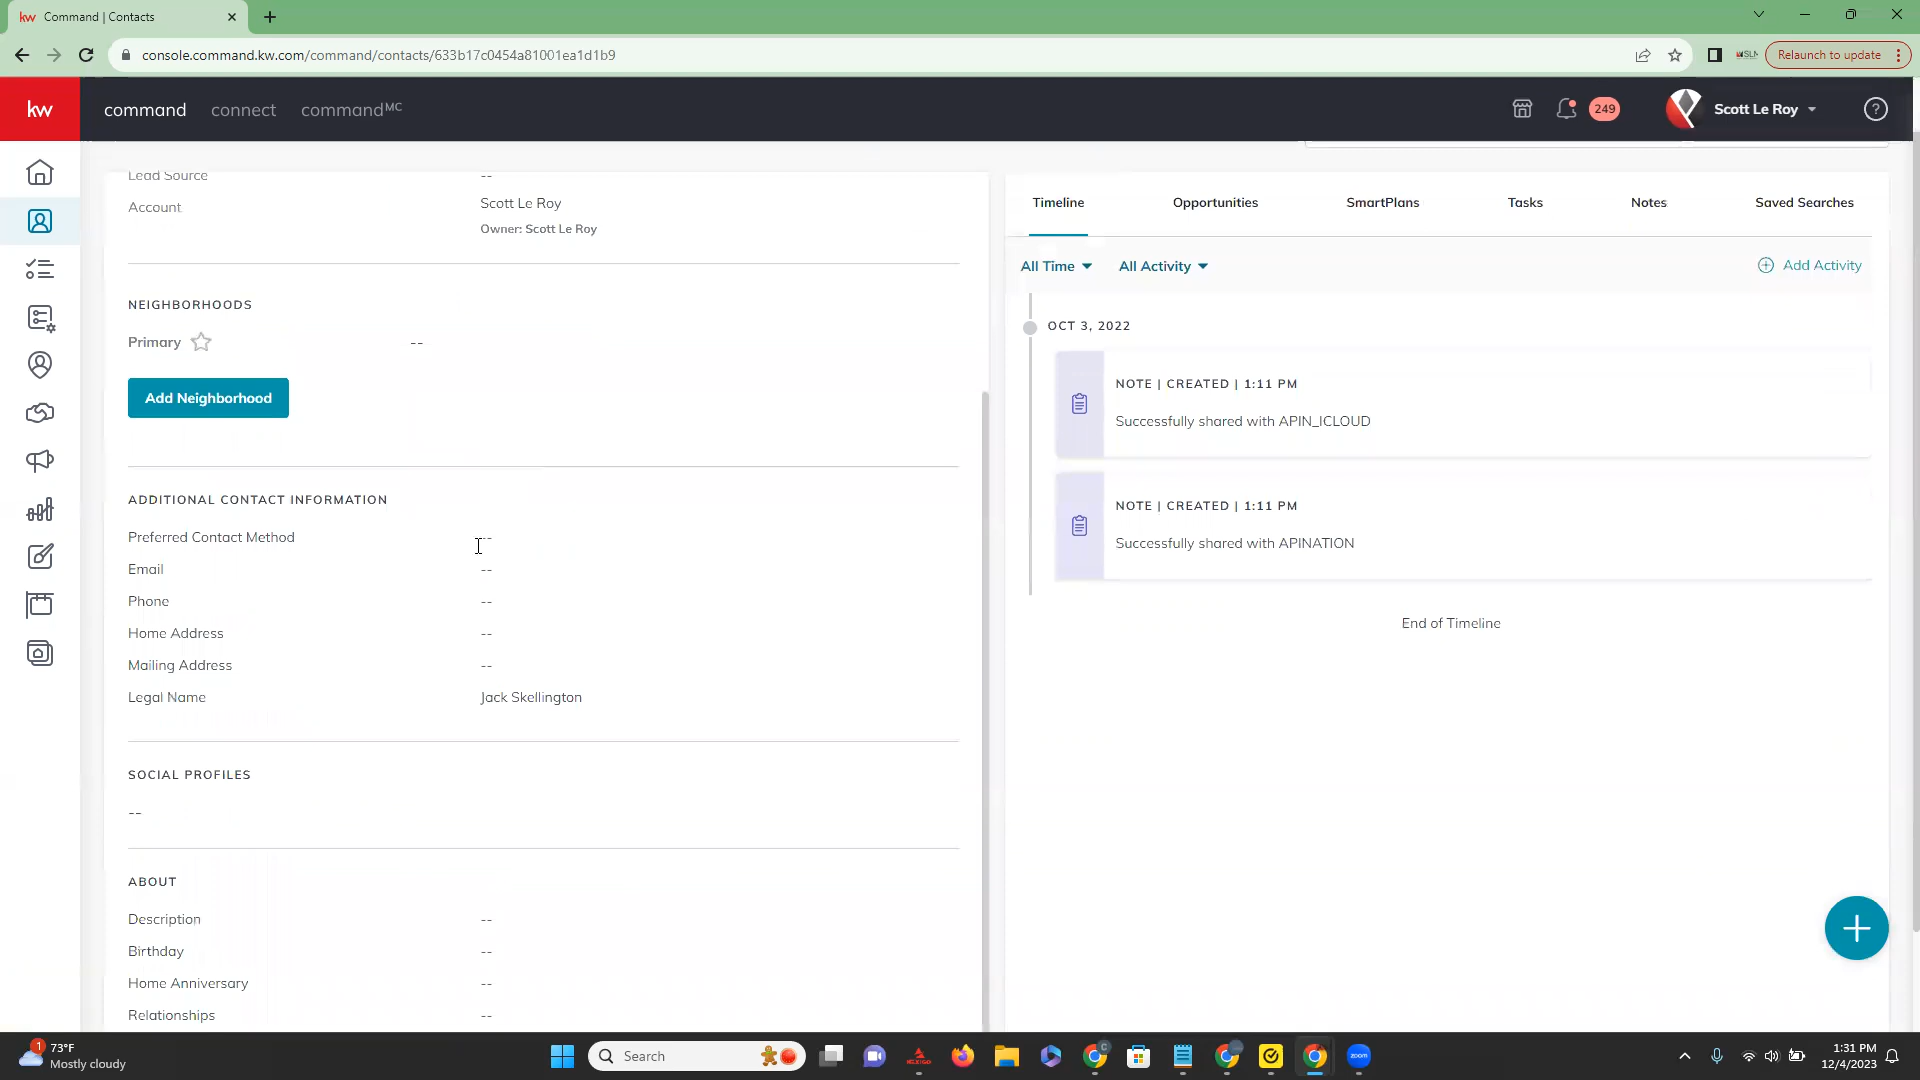 kw Command | Contacts
console.command.kw.com/command/contacts/633b17c0454a81001ea1d1b9
Relaunch to update
kw
command connect commandMC
249
Scott Le Roy
?
Lead Source --
Account Scott Le Roy
Owner: Scott Le Roy
NEIGHBORHOODS
Primary --
Add Neighborhood
ADDITIONAL CONTACT INFORMATION
Preferred Contact Method --
Email --
Phone --
Home Address --
Mailing Address --
Legal Name Jack Skellington
SOCIAL PROFILES
--
ABOUT
Description --
Birthday --
Home Anniversary --
Relationships --
Timeline Opportunities SmartPlans Tasks Notes Saved Searches
All Time All Activity Add Activity
OCT 3, 2022
NOTE | CREATED | 1:11 PM
Successfully shared with APIN_ICLOUD
NOTE | CREATED | 1:11 PM
Successfully shared with APINATION
End of Timeline
1
73°F
Mostly cloudy
Search
zoom
1:31 PM
12/4/2023